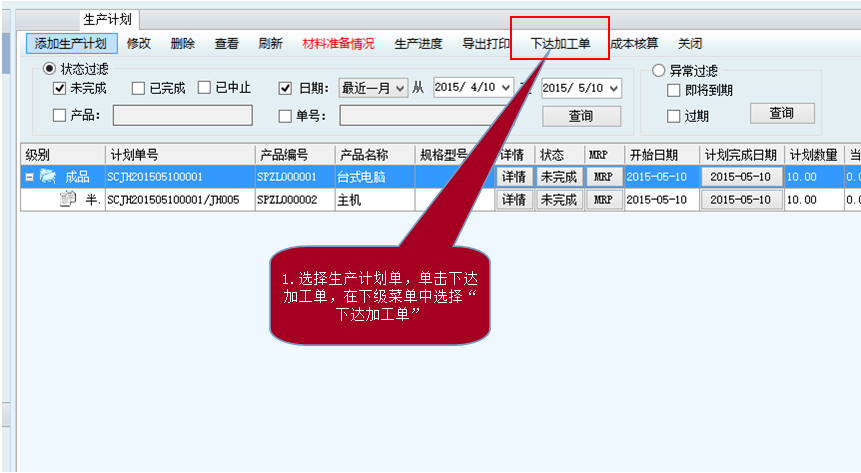 生产计划
添加生产计划 修改 删除 查看 刷新 材料准备情况 生产进度 导出打印 下达加工单 成本核算 关闭
状态过滤 异常过滤
未完成 已完成 已中止 日期： 最近一月 从 2015/ 4/10 2015/ 5/10 即将到期
产品： 单号： 查询 过期 查询
级别 计划单号 产品编号 产品名称 规格型号 详情 状态 MRP 开始日期 计划完成日期 计划数量 当
成品 SCJH201505100001 SPZL000001 台式电脑 详情 未完成 MRP 2015-05-10 2015-05-10 10.00 0.0
半. SCJH201505100001/JH005 SPZL000002 主机 详情 未完成 MRP 2015-05-10 2015-05-10 10.00 0.0
1.选择生产计划单，单击下达
加工单，在下级菜单中选择“
下达加工单”